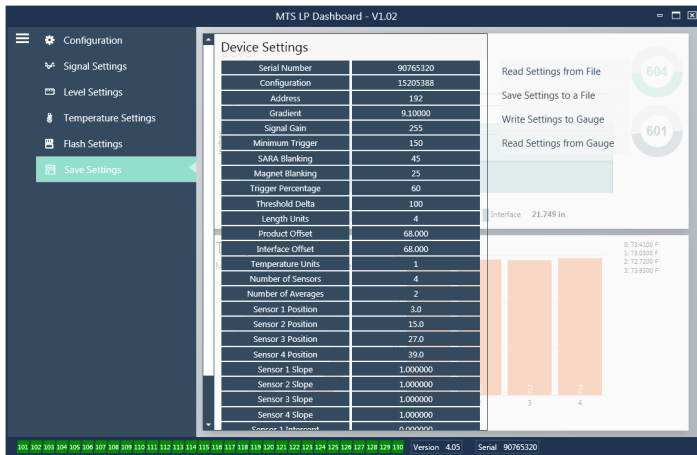 MTS LP Dashboard - V1.02
Configuration
Signal Settings
Level Settings
Temperature Settings
Flash Settings
Save Settings
Device Settings
Serial Number 90765320
Configuration 15205388
Address 192
Gradient 9.10000
Signal Gain 255
Minimum Trigger 150
SARA Blanking 45
Magnet Blanking 25
Trigger Percentage 60
Threshold Delta 100
Length Units 4
Product Offset 68.000
Interface Offset 68.000
Temperature Units 1
Number of Sensors 4
Number of Averages 2
Sensor 1 Position 3.0
Sensor 2 Position 15.0
Sensor 3 Position 27.0
Sensor 4 Position 39.0
Sensor 1 Slope 1.000000
Sensor 2 Slope 1.000000
Sensor 3 Slope 1.000000
Sensor 4 Slope 1.000000
Sensor 1 Intercept 0.000000
Read Settings from File
Save Settings to a File
Write Settings to Gauge
Read Settings from Gauge
604
601
Interface 21.749 in
0: 73.4100 F
1: 73.0300 F
2: 72.7200 F
3: 73.8300 F
3 4
101 102 103 104 105 106 107 108 109 110 111 112 113 114 115 116 117 118 119 120 121 122 123 124 125 126 127 128 129 130 Version 4.05 Serial 90765320